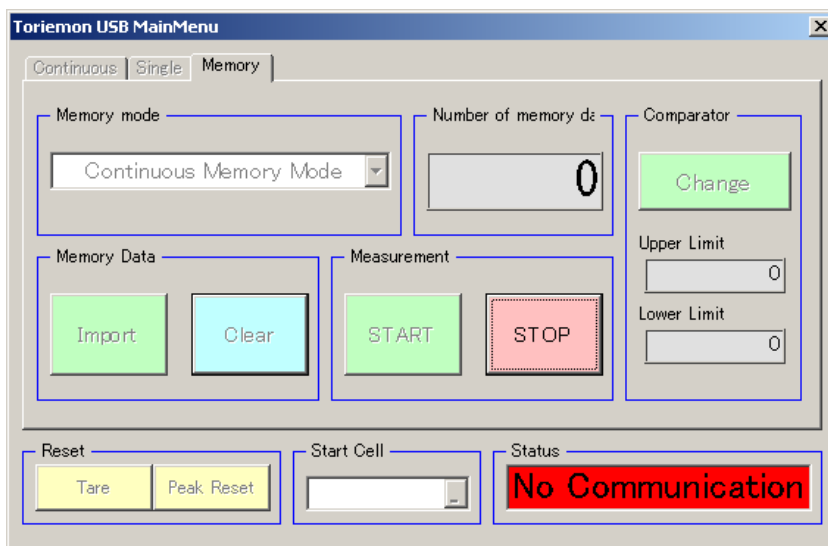 Toriemon USB MainMenu
Continuous
Single
Memory
Memory mode
Continuous Memory Mode
Number of memory da
0
Comparator
Change
Upper Limit
0
Lower Limit
0
Memory Data
Import
Clear
Measurement
START
STOP
Reset
Tare
Peak Reset
Start Cell
Status
No Communication